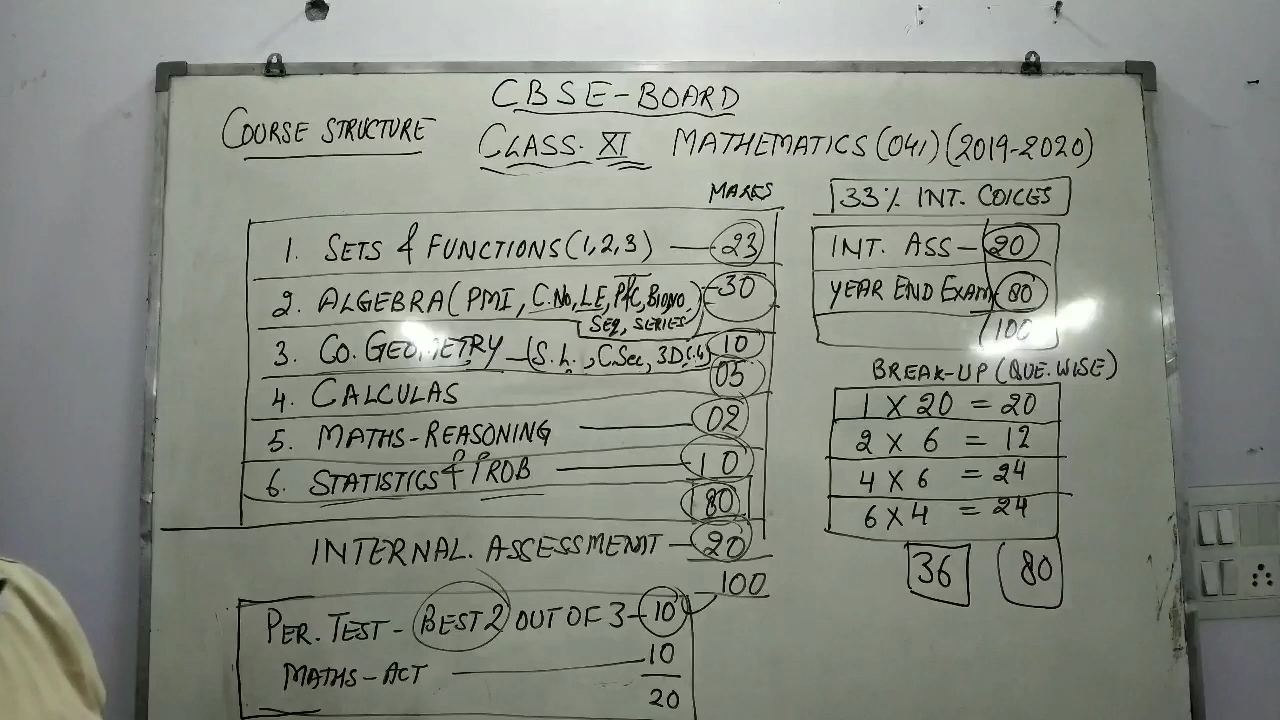 CBSE-BOARD
COURSE STRUCTURE
CLASS. XI MATHEMATICS (041) (2019-2020)
MARKS
1. SETS & FUNCTIONS (1,2,3) — 23
2. ALGEBRA (PMI, C.No, LE, P&C, Binno.) — 30
SEQ, SERIES
3. CO. GEOMETRY — (S.L., C.Sec, 3D(.4) 10
4. CALCULAS 05
5. MATHS-REASONING — 02
6. STATISTICS & PROB — 10
80
INTERNAL. ASSESSMENT — 20
100
PER. TEST - BEST 2 OUT OF 3 - 10
MATHS-ACT — 10
20
33% INT. COICES
INT. ASS — 20
YEAR END EXAM 80
100
BREAK-UP (QUE. WISE)
1 X 20 = 20
2 X 6 = 12
4 X 6 = 24
6 X 4 = 24
36 80